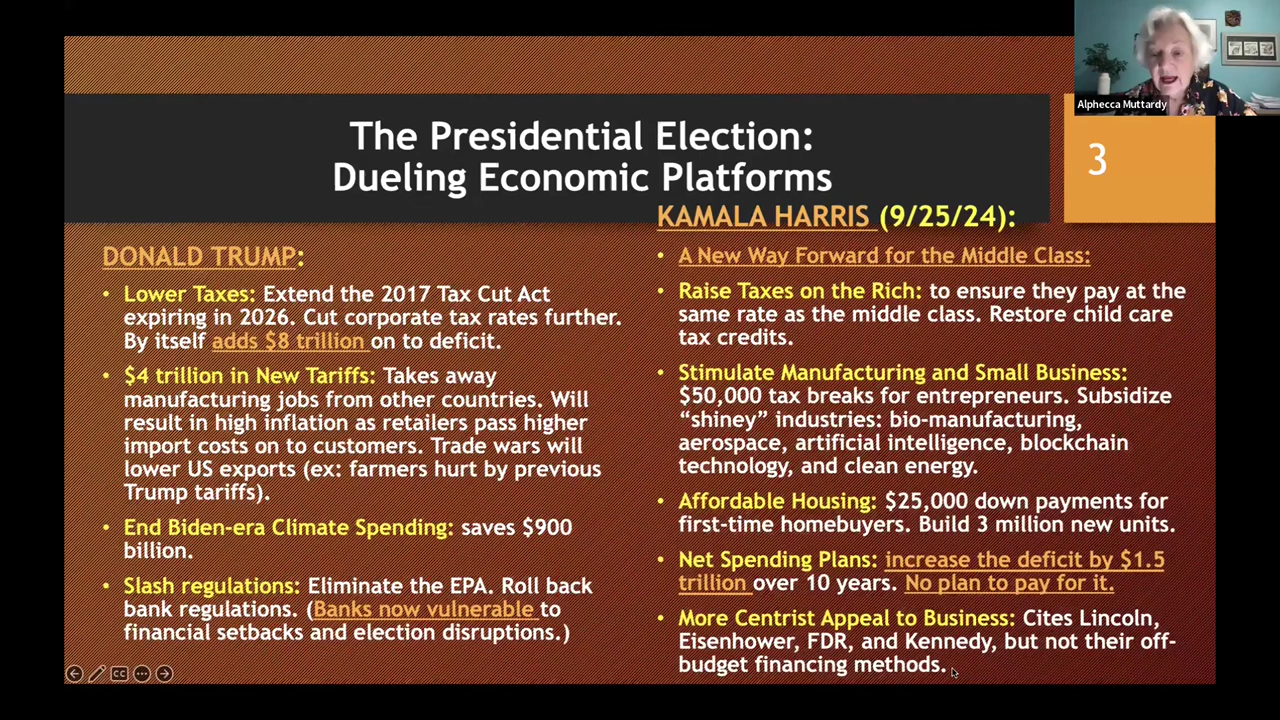 Alphecca Muttardy
The Presidential Election:
Dueling Economic Platforms
3
DONALD TRUMP:
• Lower Taxes: Extend the 2017 Tax Cut Act
expiring in 2026. Cut corporate tax rates further.
By itself adds $8 trillion on to deficit.
• $4 trillion in New Tariffs: Takes away
manufacturing jobs from other countries. Will
result in high inflation as retailers pass higher
import costs on to customers. Trade wars will
lower US exports (ex: farmers hurt by previous
Trump tariffs).
• End Biden-era Climate Spending: saves $900
billion.
• Slash regulations: Eliminate the EPA. Roll back
bank regulations. (Banks now vulnerable to
financial setbacks and election disruptions.)
KAMALA HARRIS (9/25/24):
• A New Way Forward for the Middle Class:
• Raise Taxes on the Rich: to ensure they pay at the
same rate as the middle class. Restore child care
tax credits.
• Stimulate Manufacturing and Small Business:
$50,000 tax breaks for entrepreneurs. Subsidize
“shiney” industries: bio-manufacturing,
aerospace, artificial intelligence, blockchain
technology, and clean energy.
• Affordable Housing: $25,000 down payments for
first-time homebuyers. Build 3 million new units.
• Net Spending Plans: increase the deficit by $1.5
trillion over 10 years. No plan to pay for it.
• More Centrist Appeal to Business: Cites Lincoln,
Eisenhower, FDR, and Kennedy, but not their off-
budget financing methods.
CC